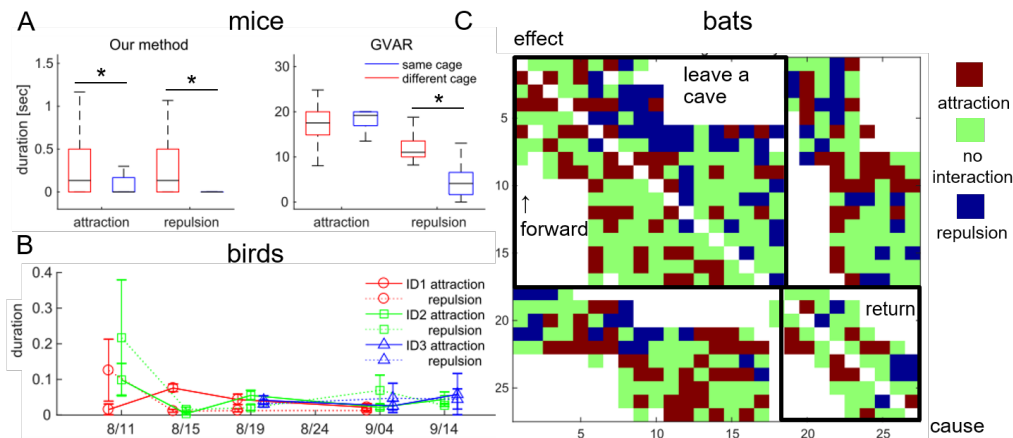 A
mice
Our method
GVAR
*
*
*
same cage
different cage
duration [sec]
1.5
1
0.5
0
30
20
10
0
attraction
repulsion
attraction
repulsion
B
birds
ID1 attraction
repulsion
ID2 attraction
repulsion
ID3 attraction
repulsion
duration
0.4
0.3
0.2
0.1
0
8/11
8/15
8/19
8/24
9/04
9/14
C
bats
effect
leave a
cave
↑
forward
return
cause
5
10
15
20
25
5
10
15
20
25
attraction
no
interaction
repulsion